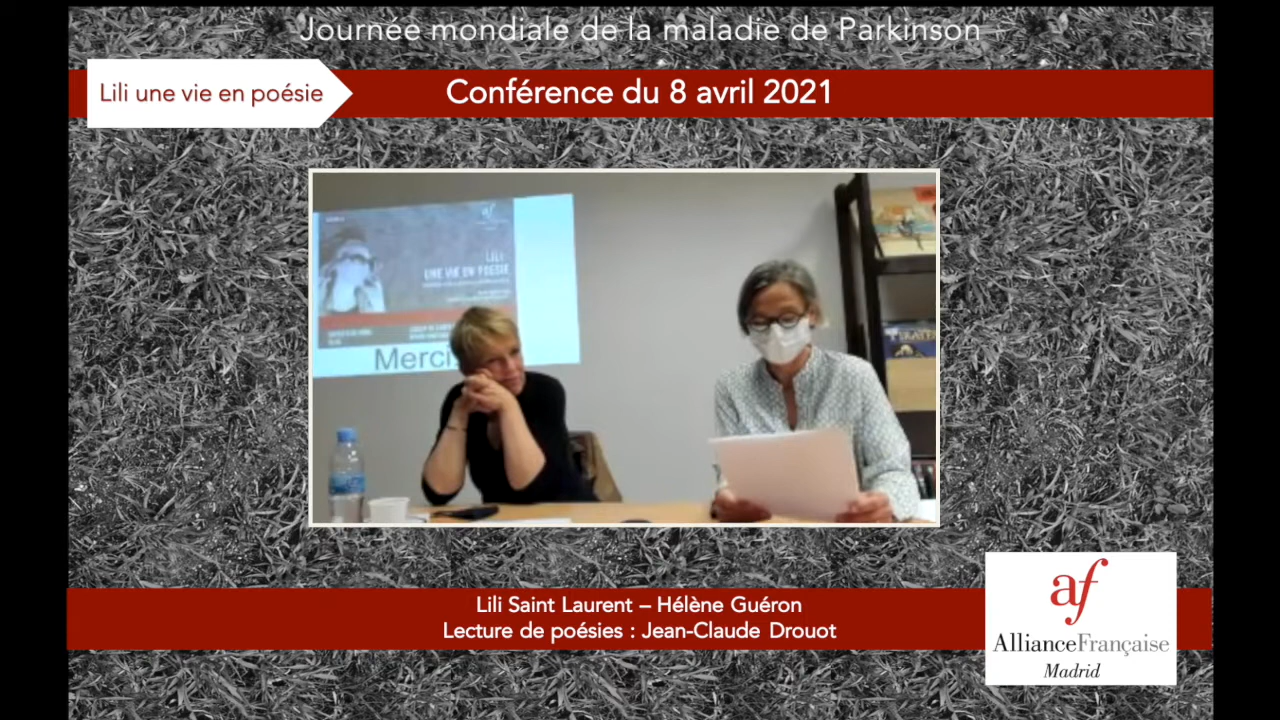 Journée mondiale de la maladie de Parkinson
Lili une vie en poésie
Conférence du 8 avril 2021
af
LILI
UNE VIE EN POÉSIE
Merci
Lili Saint Laurent – Hélène Guéron
Lecture de poésies : Jean-Claude Drouot
af
AllianceFrançaise
Madrid